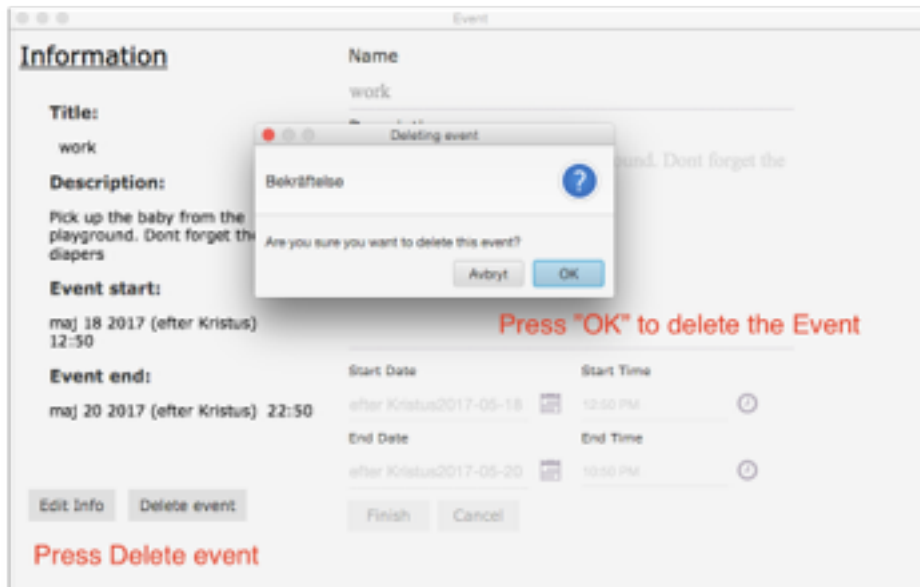 Event
Information
Title:
work
Description:
Pick up the baby from the
playground. Dont forget the
diapers
Event start:
maj 18 2017 (efter Kristus)
12:50
Event end:
maj 20 2017 (efter Kristus) 22:50
Edit Info
Delete event
Press Delete event
Name
work
Deleting event
Bekräftelse
Are you sure you want to delete this event?
Avbryt
OK
Dont forget the
Press "OK" to delete the Event
Start Date
Start Time
efter Kristus2017-05-18
12:50 PM
End Date
End Time
efter Kristus2017-05-20
10:50 PM
Finish
Cancel